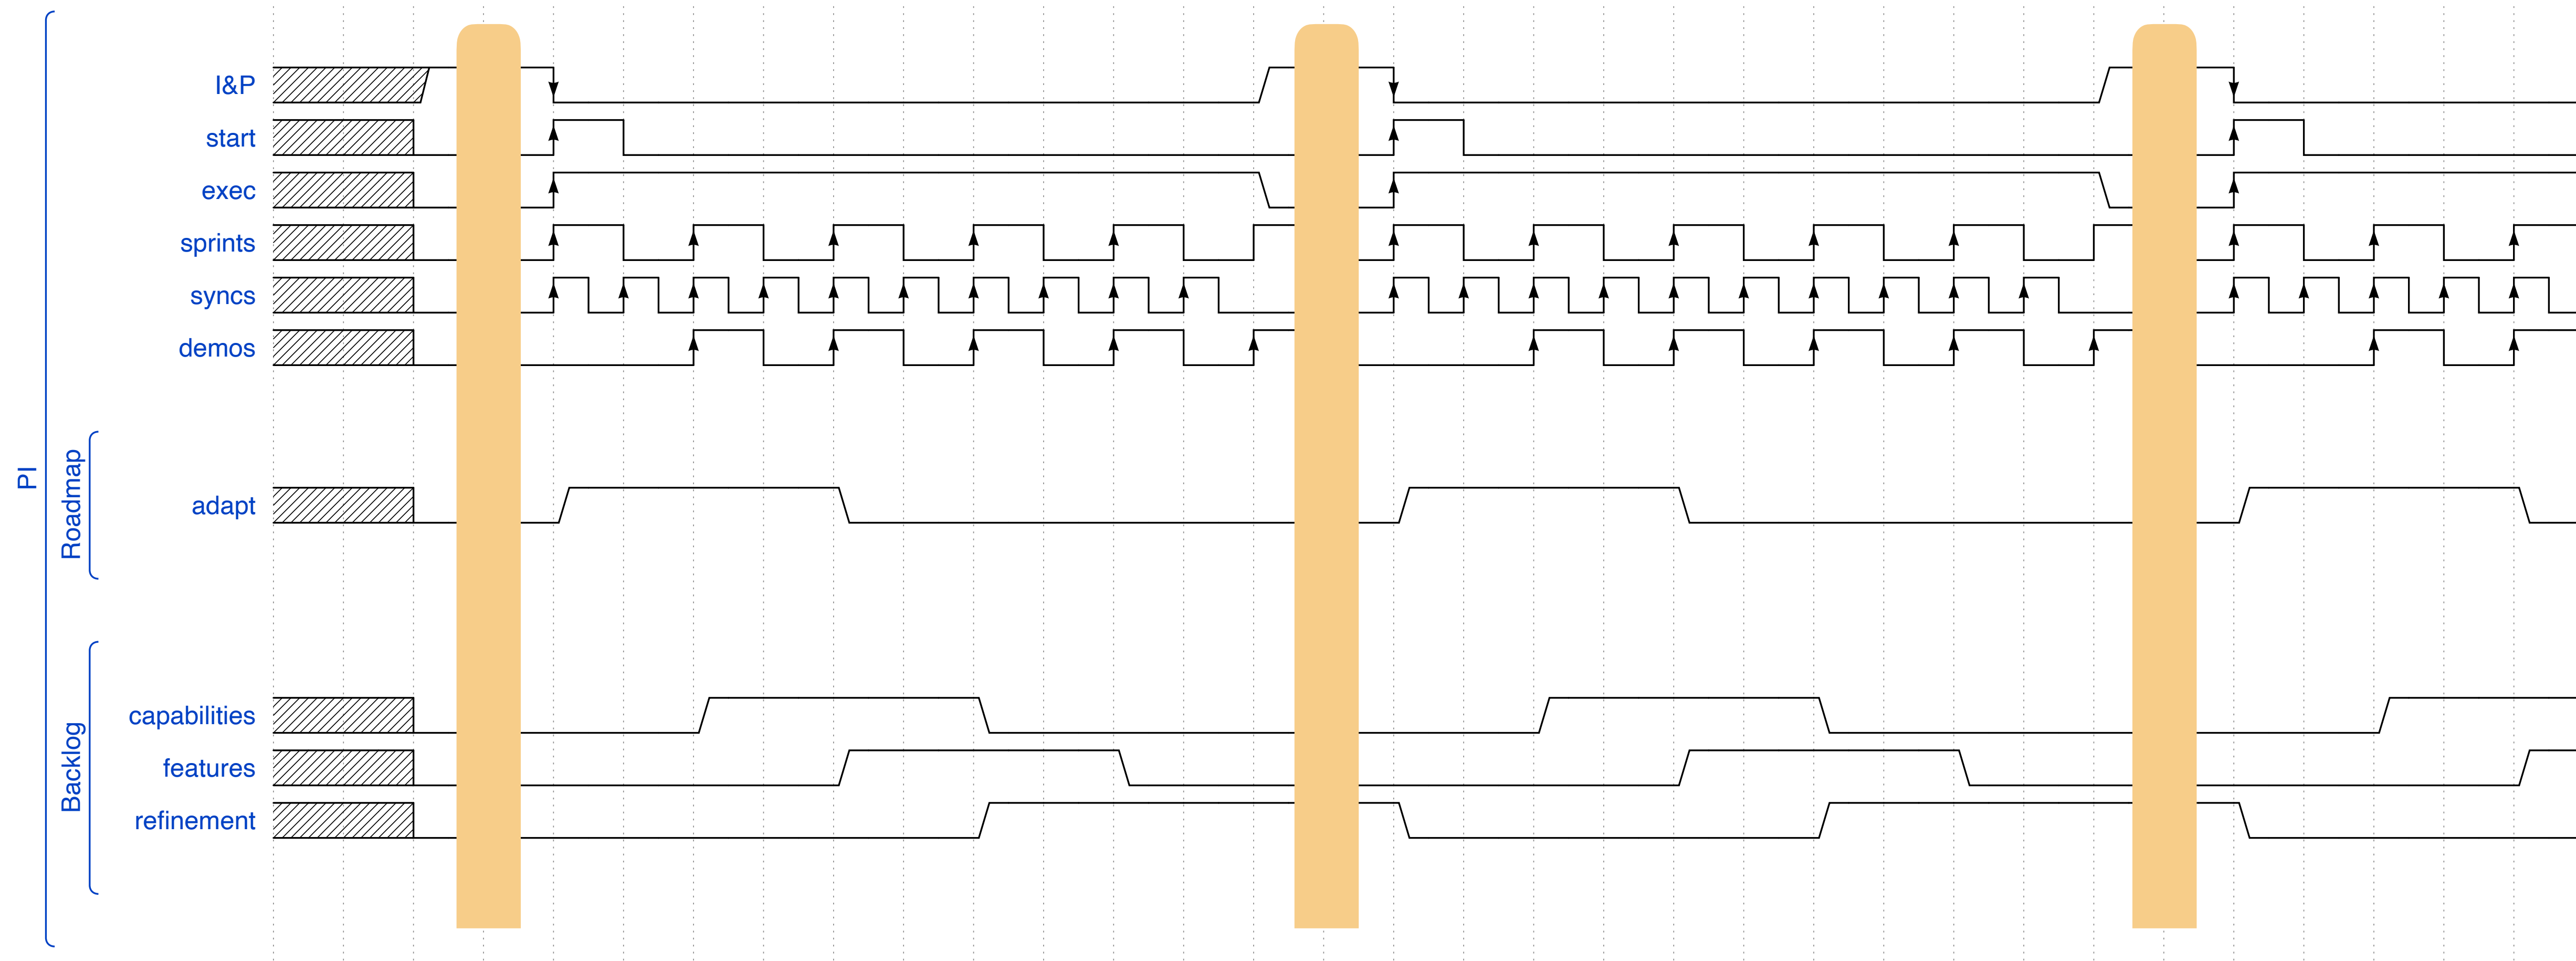 PI
I&P
start
exec
sprints
syncs
demos
Roadmap
adapt
Backlog
capabilities
features
refinement